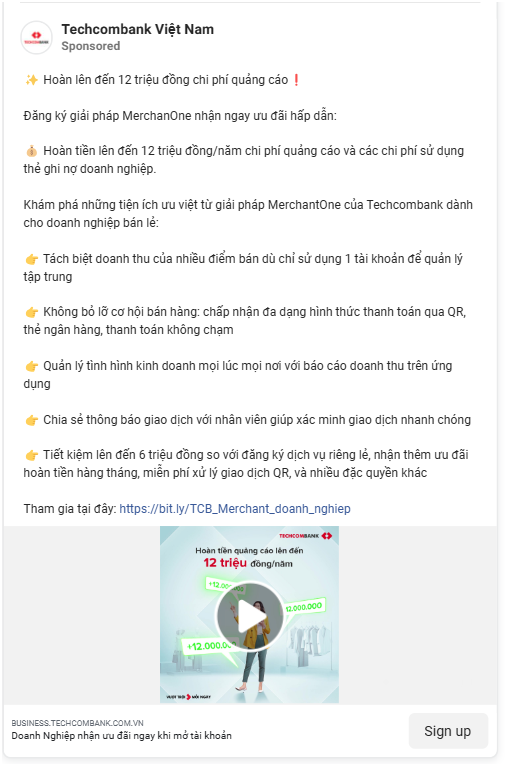 Techcombank Việt Nam
Sponsored
✨ Hoàn lên đến 12 triệu đồng chi phí quảng cáo❗
Đăng ký giải pháp MerchanOne nhận ngay ưu đãi hấp dẫn:
💰 Hoàn tiền lên đến 12 triệu đồng/năm chi phí quảng cáo và các chi phí sử dụng
thẻ ghi nợ doanh nghiệp.
Khám phá những tiện ích ưu việt từ giải pháp MerchantOne của Techcombank dành
cho doanh nghiệp bán lẻ:
👉 Tách biệt doanh thu của nhiều điểm bán dù chỉ sử dụng 1 tài khoản để quản lý
tập trung
👉 Không bỏ lỡ cơ hội bán hàng: chấp nhận đa dạng hình thức thanh toán qua QR,
thẻ ngân hàng, thanh toán không chạm
👉 Quản lý tình hình kinh doanh mọi lúc mọi nơi với báo cáo doanh thu trên ứng
dụng
👉 Chia sẻ thông báo giao dịch với nhân viên giúp xác minh giao dịch nhanh chóng
👉 Tiết kiệm lên đến 6 triệu đồng so với đăng ký dịch vụ riêng lẻ, nhận thêm ưu đãi
hoàn tiền hàng tháng, miễn phí xử lý giao dịch QR, và nhiều đặc quyền khác
Tham gia tại đây: https://bit.ly/TCB_Merchant_doanh_nghiep
TECHCOMBANK
Hoàn tiền quảng cáo lên đến
12 triệu đồng/năm
+12.000.
12.000.000
+12.000.0
VƯỢT TRỘI MỖI NGÀY
BUSINESS.TECHCOMBANK.COM.VN
Doanh Nghiệp nhận ưu đãi ngay khi mở tài khoản
Sign up